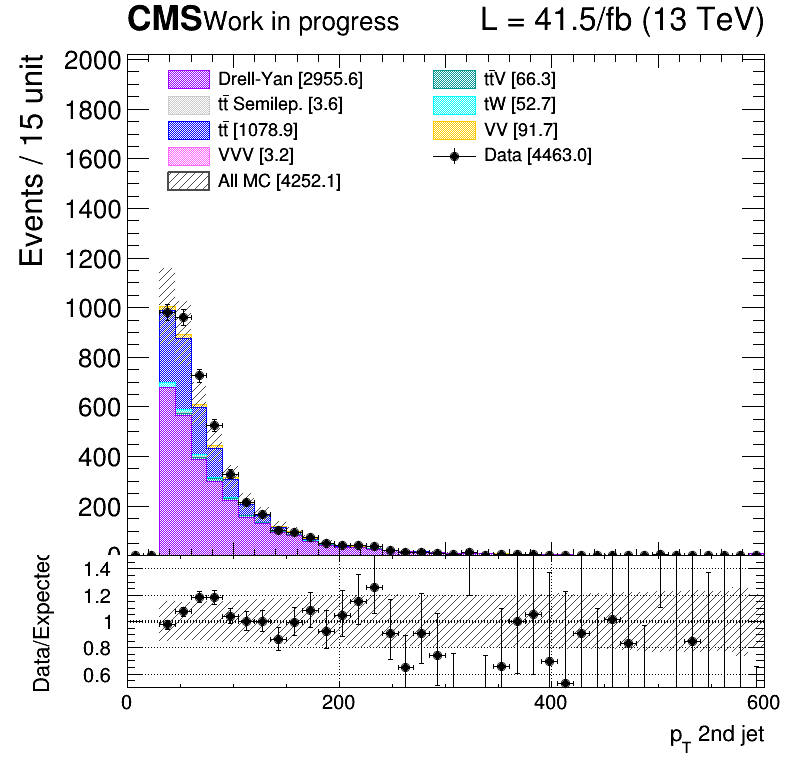 CMS Work in progress L = 41.5/fb (13 TeV)
Events / 15 unit
2000
1800
1600
1400
1200
1000
800
600
400
200
0
Drell-Yan [2955.6]
tt̄ Semilep. [3.6]
tt̄ [1078.9]
VVV [3.2]
All MC [4252.1]
tt̄V [66.3]
tW [52.7]
VV [91.7]
Data [4463.0]
Data/Expected
1.4
1.2
1
0.8
0.6
0 200 400 600
p_T 2nd jet